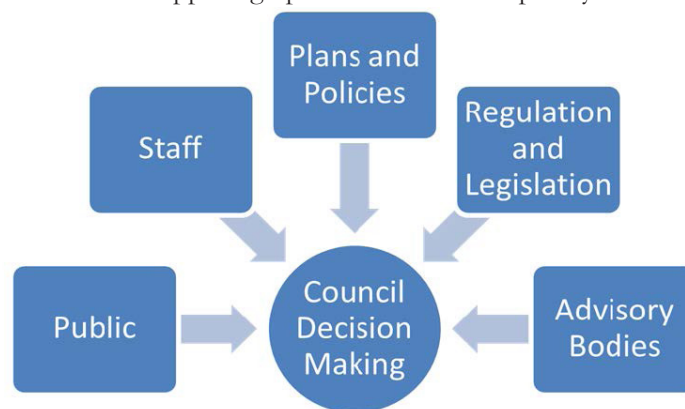 Plans and
Policies
Staff
Regulation
and
Legislation
Public
Council
Decision
Making
Advisory
Bodies